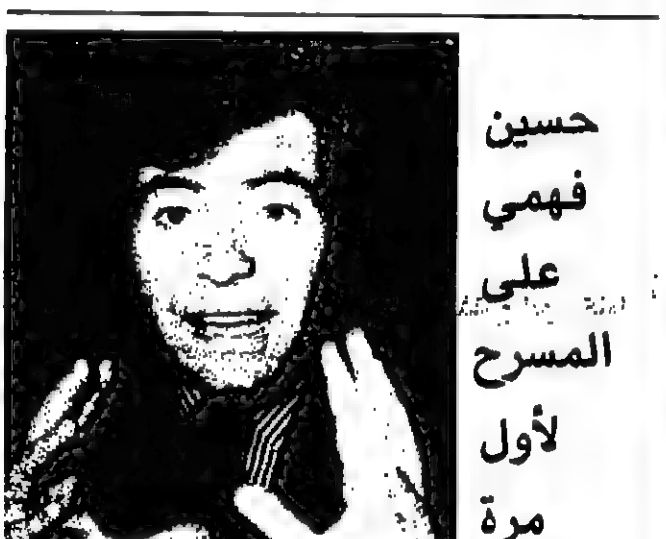 حسين
فهمي
على
المسرح
لأول
مرة